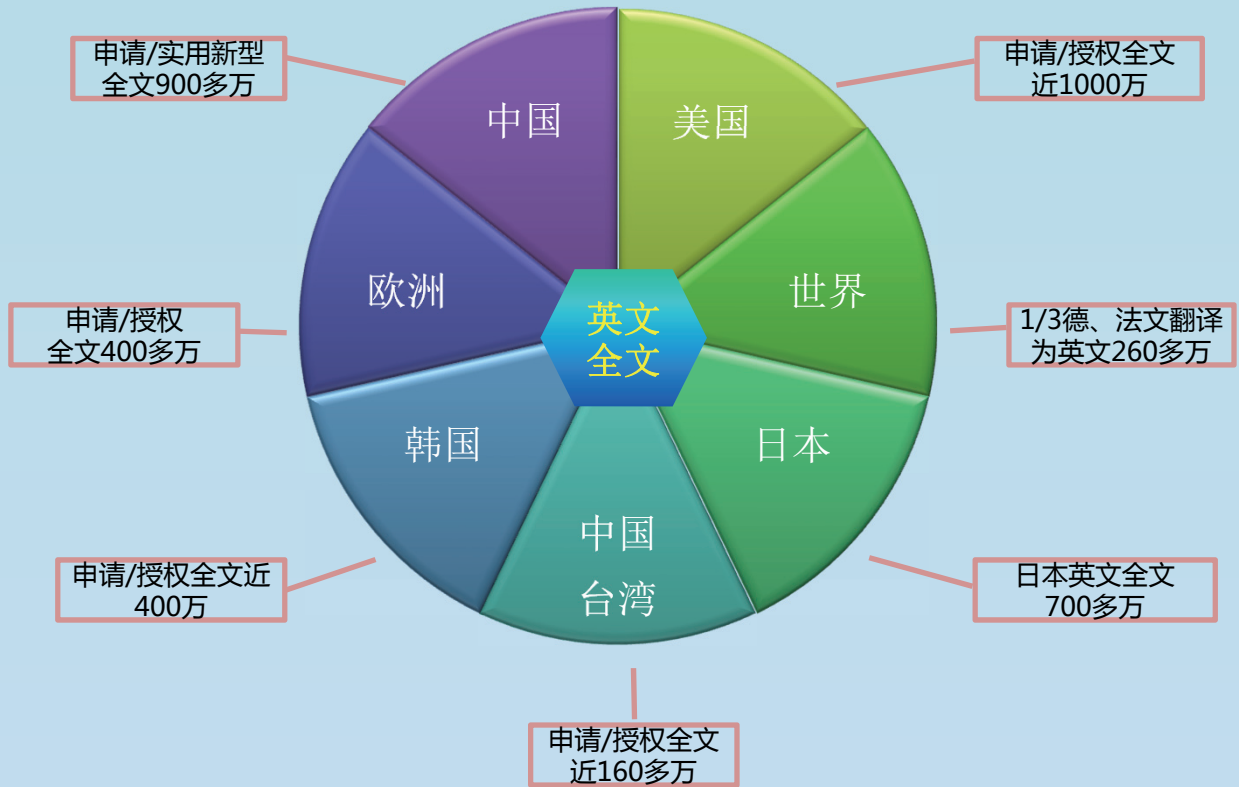 申请/实用新型
全文900多万
申请/授权全文
近1000万
中国
美国
欧洲
世界
英文
全文
申请/授权
全文400多万
1/3德、法文翻译
为英文260多万
韩国
日本
中国
台湾
申请/授权全文近
400万
日本英文全文
700多万
申请/授权全文
近160多万